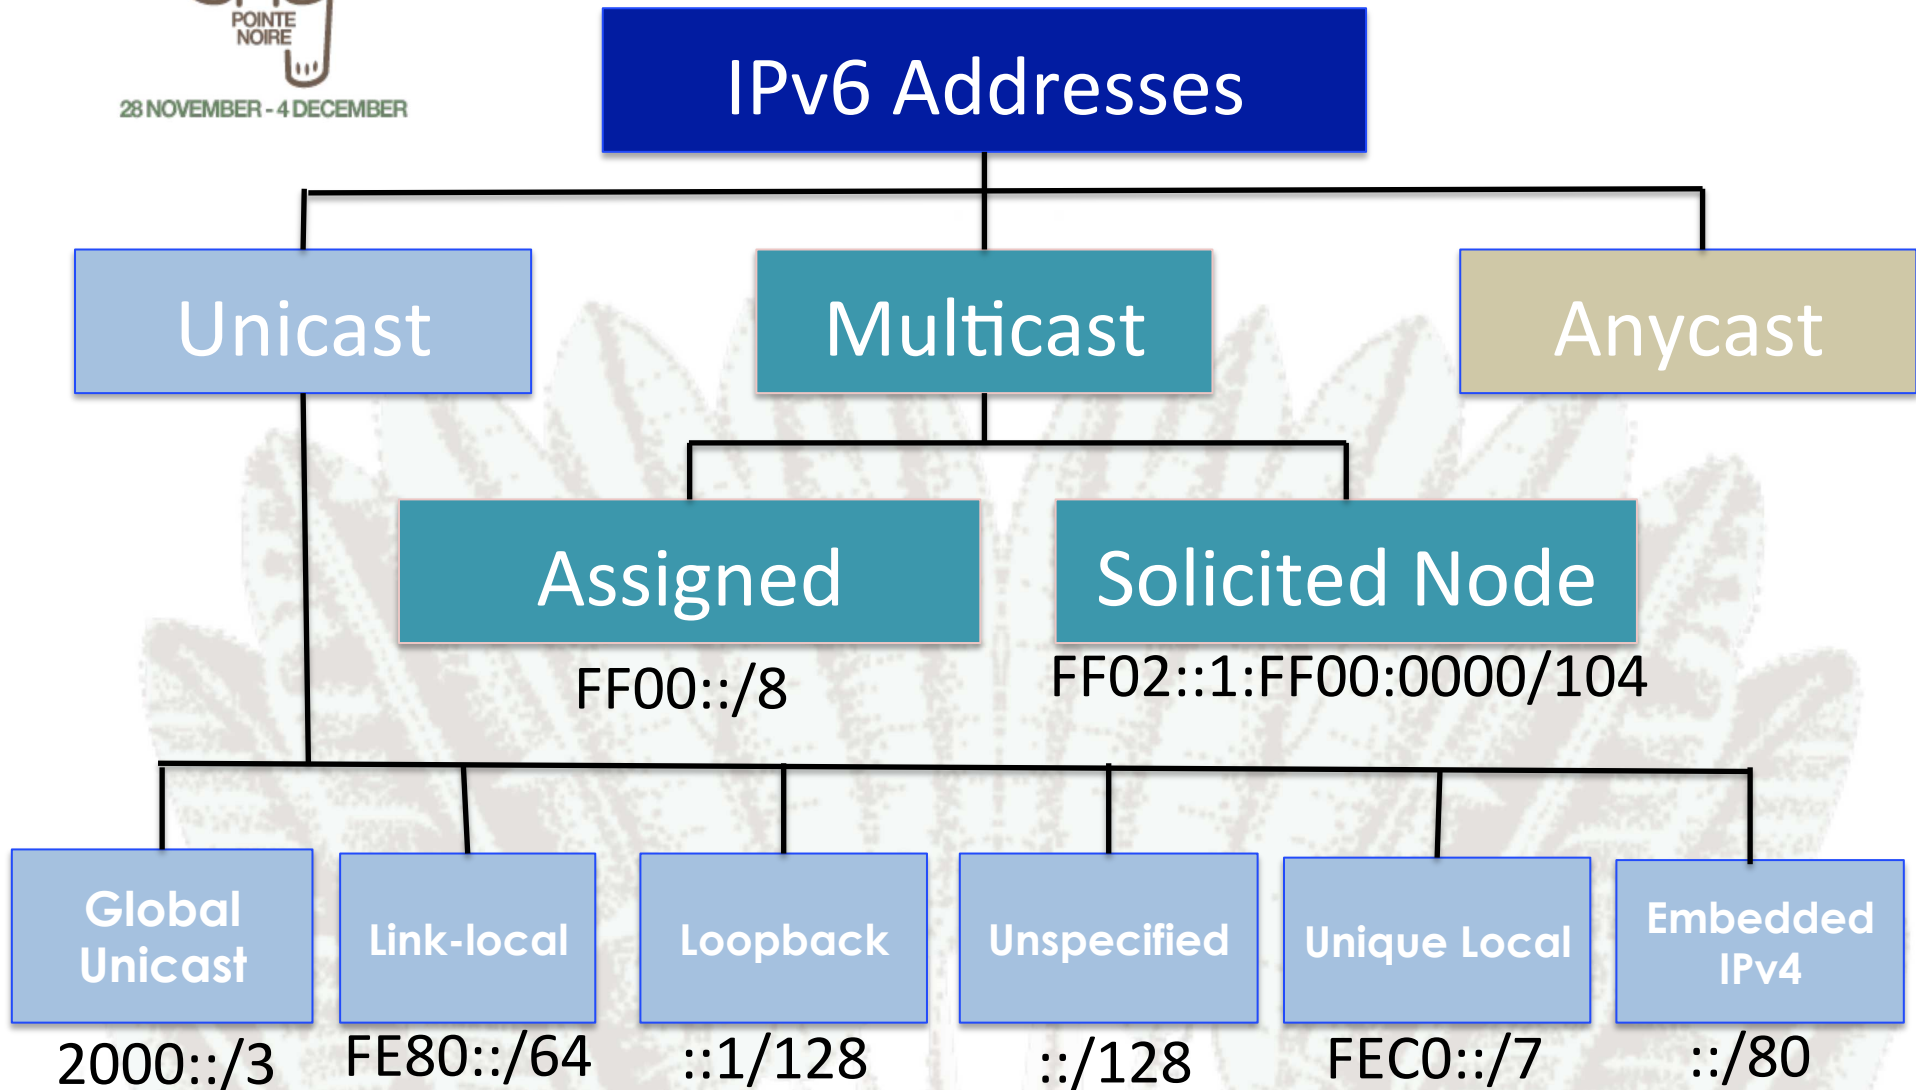 POINTE
NOIRE
28 NOVEMBER - 4 DECEMBER
IPv6 Addresses
Unicast
Multicast
Anycast
Assigned
Solicited Node
FF00::/8
FF02::1:FF00:0000/104
Global
Unicast
Link-local
Loopback
Unspecified
Unique Local
Embedded
IPv4
2000::/3
FE80::/64
::1/128
::/128
FEC0::/7
::/80